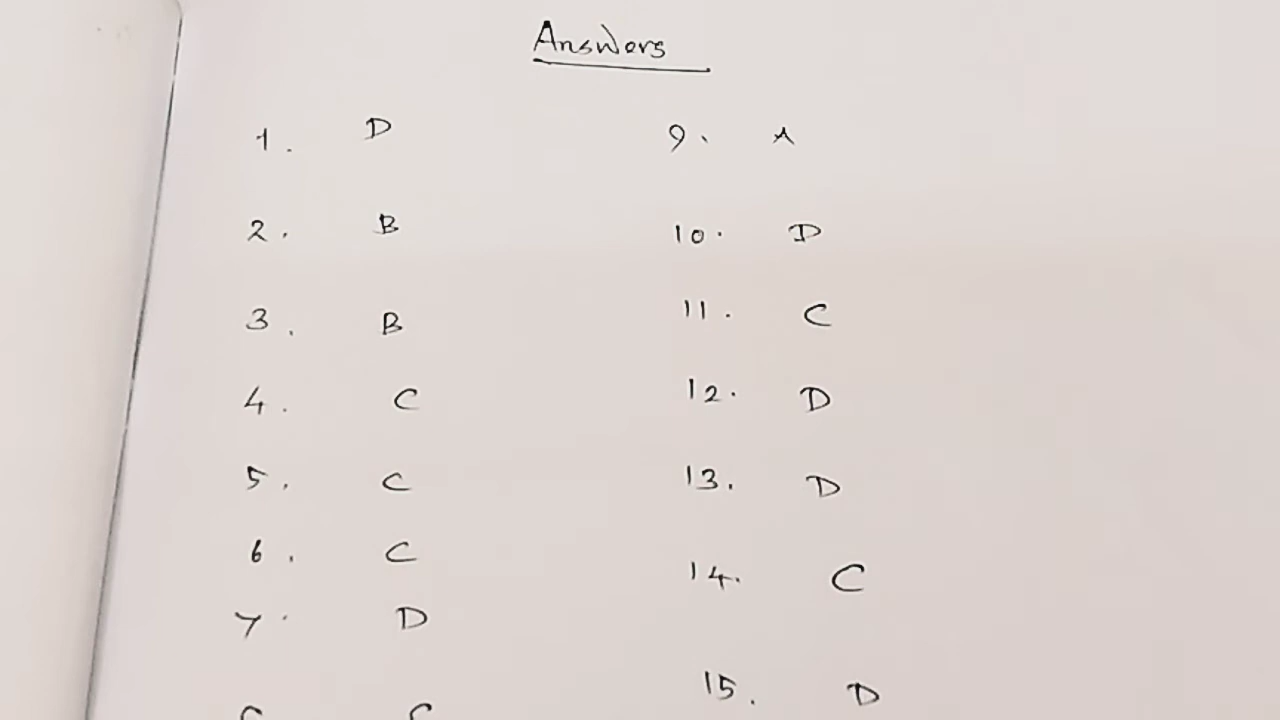 Answers
1. D
2. B
3. B
4. C
5. C
6. C
7. D
9. A
10. D
11. C
12. D
13. D
14. C
15. D